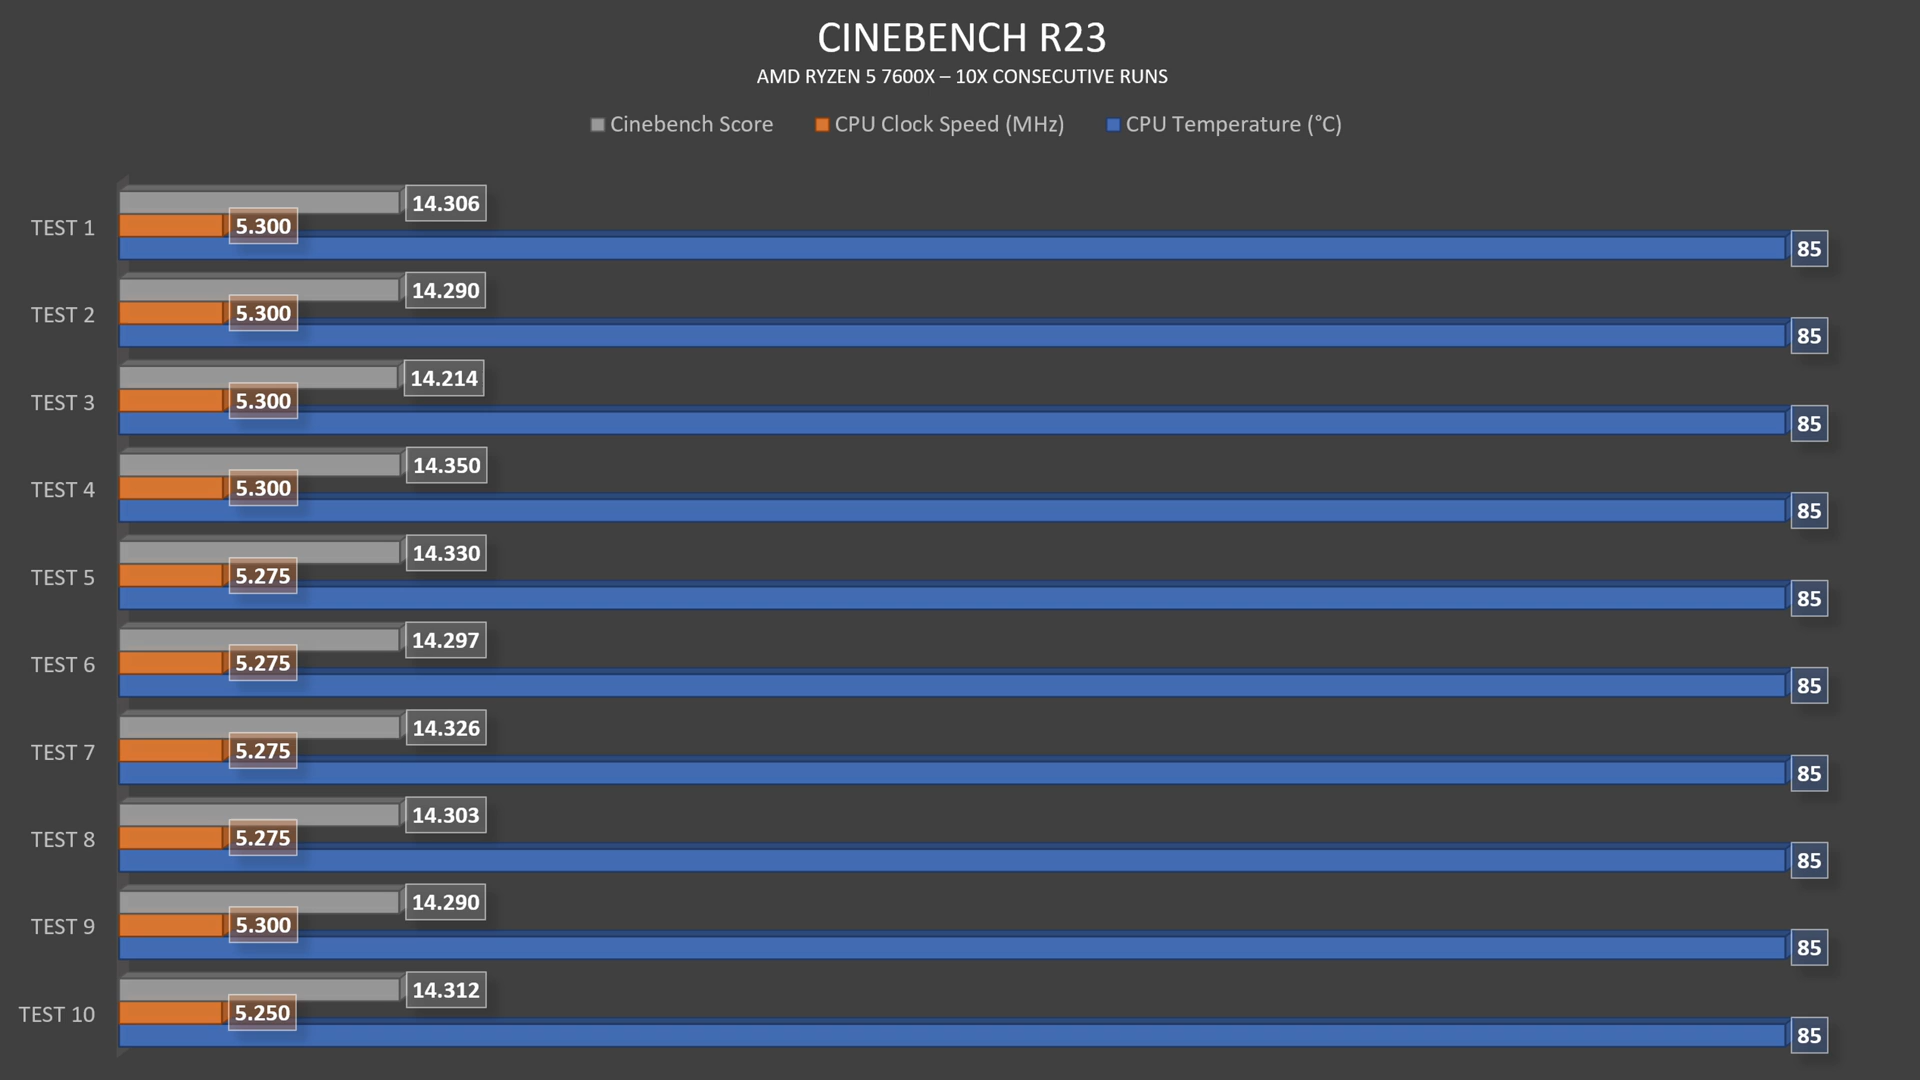 CINEBENCH R23
AMD RYZEN 5 7600X – 10X CONSECUTIVE RUNS
Cinebench Score CPU Clock Speed (MHz) CPU Temperature (°C)
TEST 1 14.306 5.300 85
TEST 2 14.290 5.300 85
TEST 3 14.214 5.300 85
TEST 4 14.350 5.300 85
TEST 5 14.330 5.275 85
TEST 6 14.297 5.275 85
TEST 7 14.326 5.275 85
TEST 8 14.303 5.275 85
TEST 9 14.290 5.300 85
TEST 10 14.312 5.250 85